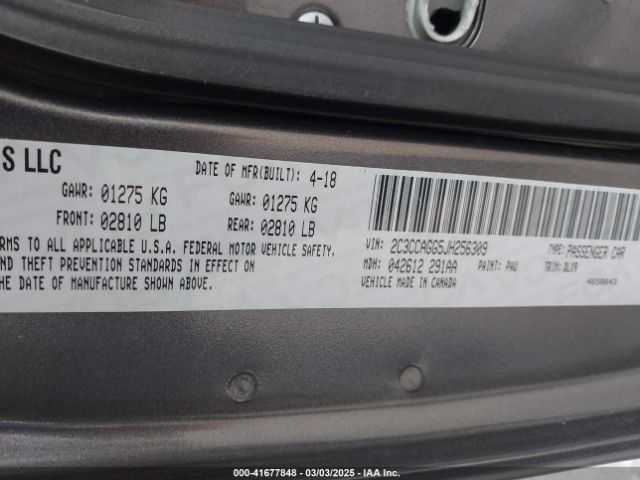 S LLC
DATE OF MFR(BUILT): 4-18
GAWR: 01275 KG
FRONT: 02810 LB
GAWR: 01275 KG
REAR: 02810 LB
RMS TO ALL APPLICABLE U.S.A. FEDERAL MOTOR VEHICLE SAFETY,
AND THEFT PREVENTION STANDARDS IN EFFECT ON
THE DATE OF MANUFACTURE SHOWN ABOVE.
VIN: 2C3CCAGG5JH256309
TYPE: PASSENGER CAR
MDH: 042612 291AA
PAINT: PAU
TRIM: DLX9
VEHICLE MADE IN CANADA
000-41677848 — 03/03/2025 — IAA Inc.